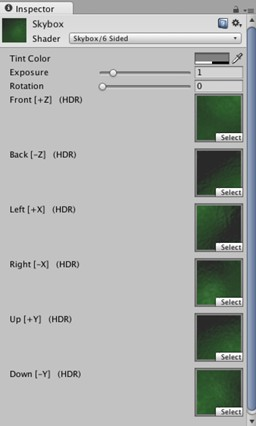 Inspector
Skybox
Shader Skybox/6 Sided
Tint Color
Exposure 1
Rotation 0
Front [+Z] (HDR)
Select
Back [–Z] (HDR)
Select
Left [+X] (HDR)
Select
Right [–X] (HDR)
Select
Up [+Y] (HDR)
Select
Down [–Y] (HDR)
Select